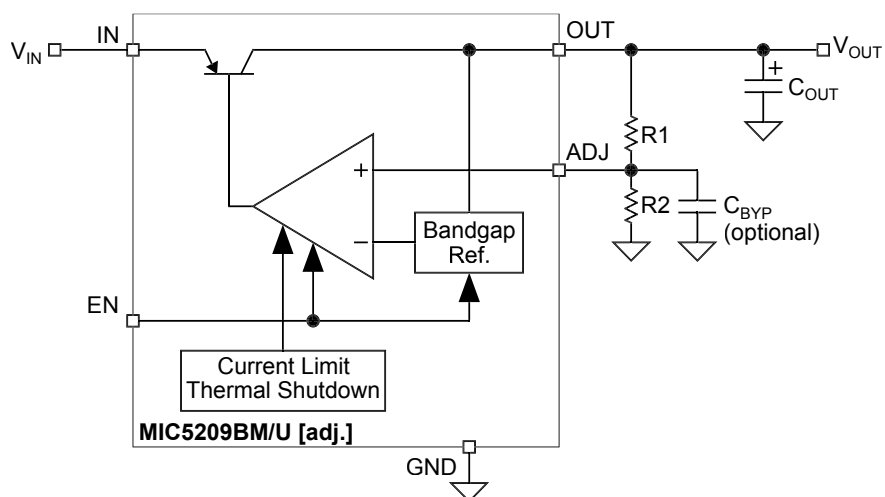 IN
OUT
V_IN
V_OUT
+
C_OUT
R1
ADJ
+
R2
C_BYP
(optional)
Bandgap
Ref.
–
EN
Current Limit
Thermal Shutdown
MIC5209BM/U [adj.]
GND